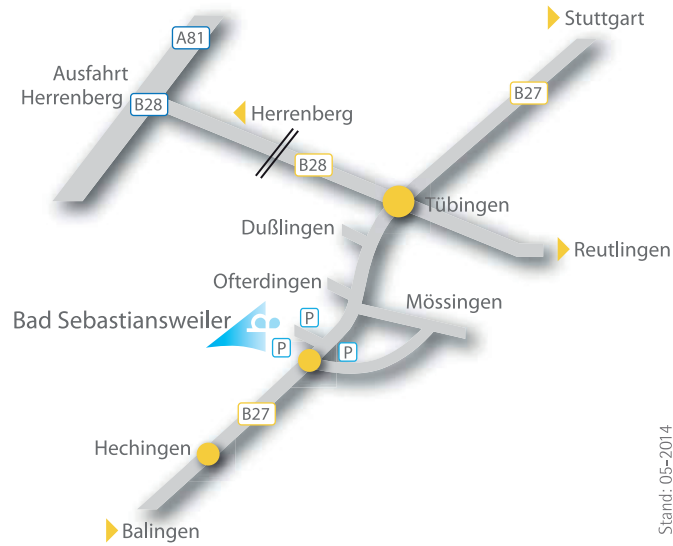 Stuttgart
A81
Ausfahrt
Herrenberg
B28
B27
Herrenberg
B28
Tübingen
Dußlingen
Reutlingen
Ofterdingen
Mössingen
Bad Sebastiansweiler
P
P
P
B27
Hechingen
Balingen
Stand: 05-2014